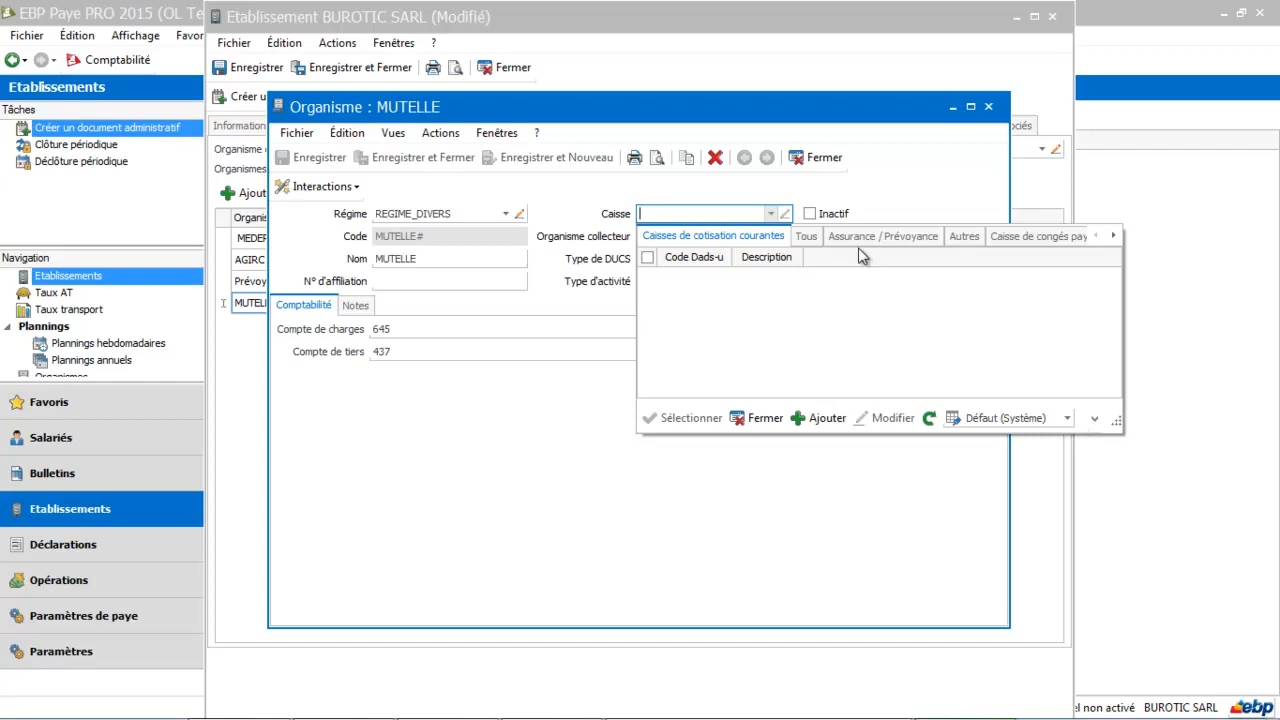 EBP Paye PRO 2015 (OL Te
Fichier Édition Affichage Favor
Comptabilité
Etablissements
Tâches
Créer un document administratif
Clôture périodique
Déclôture périodique
Navigation
Etablissements
Taux AT
Taux transport
Plannings
Plannings hebdomadaires
Plannings annuels
Organismes
Favoris
Salariés
Bulletins
Etablissements
Déclarations
Opérations
Paramètres de paye
Paramètres
Etablissement BUROTIC SARL (Modifié)
Fichier Édition Actions Fenêtres ?
Enregistrer Enregistrer et Fermer Fermer
Créer u
Information
ociés
Organisme
Organismes
Ajout
Organis
MEDEF
AGIRC
Prévoy
MUTELL
Organisme : MUTELLE
Fichier Édition Vues Actions Fenêtres ?
Enregistrer Enregistrer et Fermer Enregistrer et Nouveau Fermer
Interactions
Régime REGIME_DIVERS Caisse Inactif
Code MUTELLE# Organisme collecteur
Nom MUTELLE Type de DUCS
N° d'affiliation Type d'activité
Comptabilité Notes
Compte de charges 645
Compte de tiers 437
Caisses de cotisation courantes Tous Assurance / Prévoyance Autres Caisse de congés pay
Code Dads-u Description
Sélectionner Fermer Ajouter Modifier Défaut (Système)
l non activé BUROTIC SARL ebp